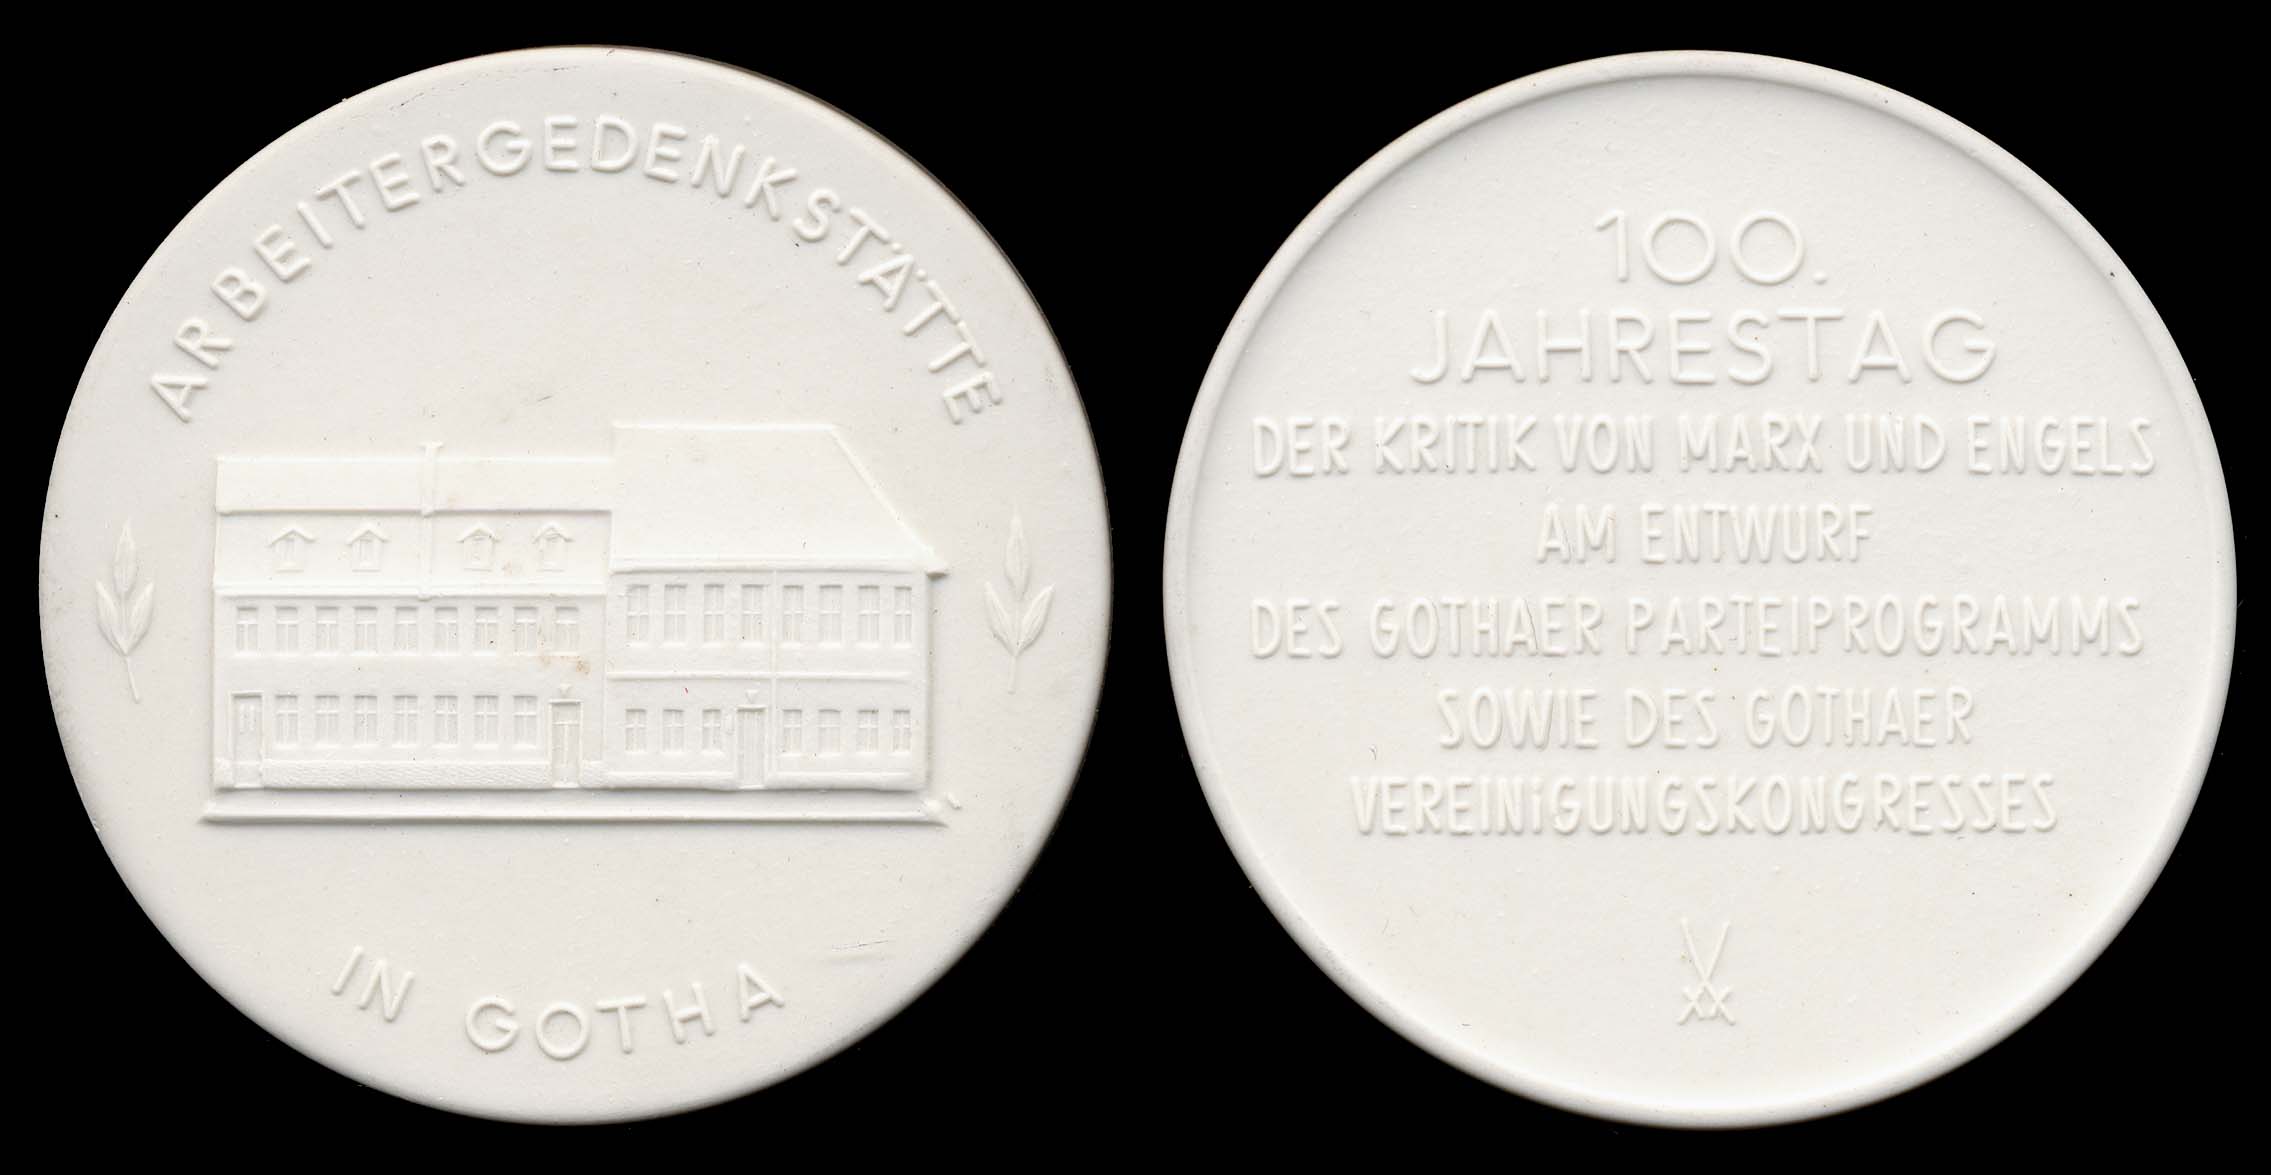 ARBEITERGEDENKSTÄTTE
IN GOTHA
100.
JAHRESTAG
DER KRITIK VON MARX UND ENGELS
AM ENTWURF
DES GOTHAER PARTEIPROGRAMMS
SOWIE DES GOTHAER
VEREINiGUNGSKONGRESSES